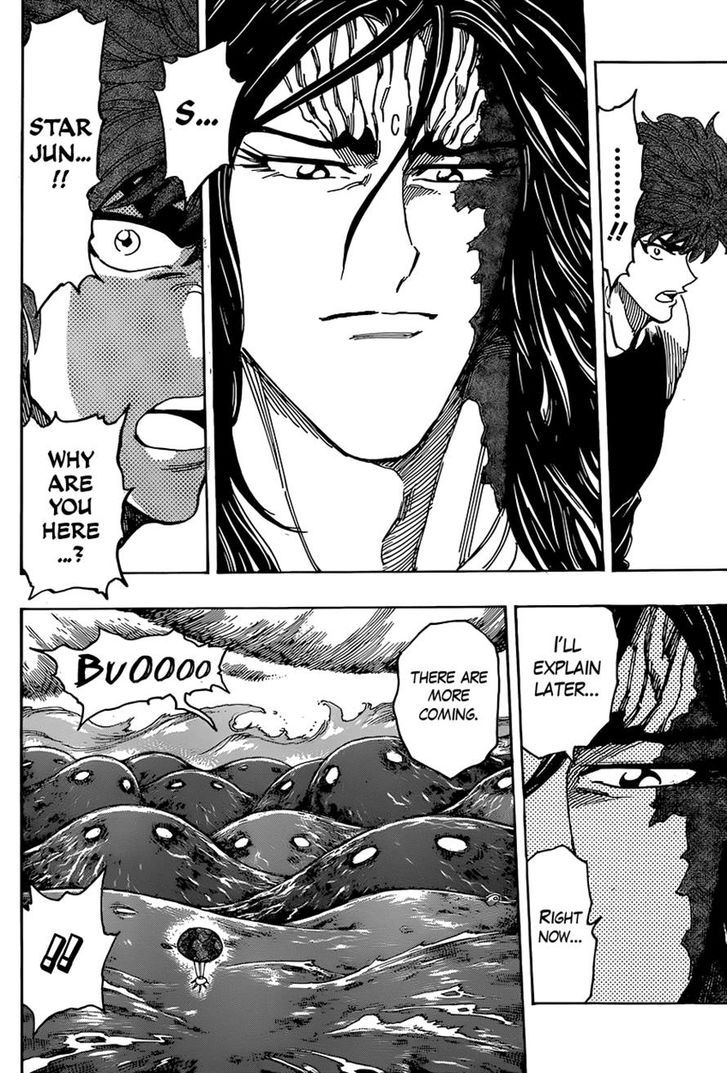 ........!!
S...
STAR
JUN...
!!
WHY
ARE
YOU
HERE
...?
I'LL
EXPLAIN
LATER...
RIGHT
NOW...
THERE ARE
MORE
COMING.
BUOOOO
!!